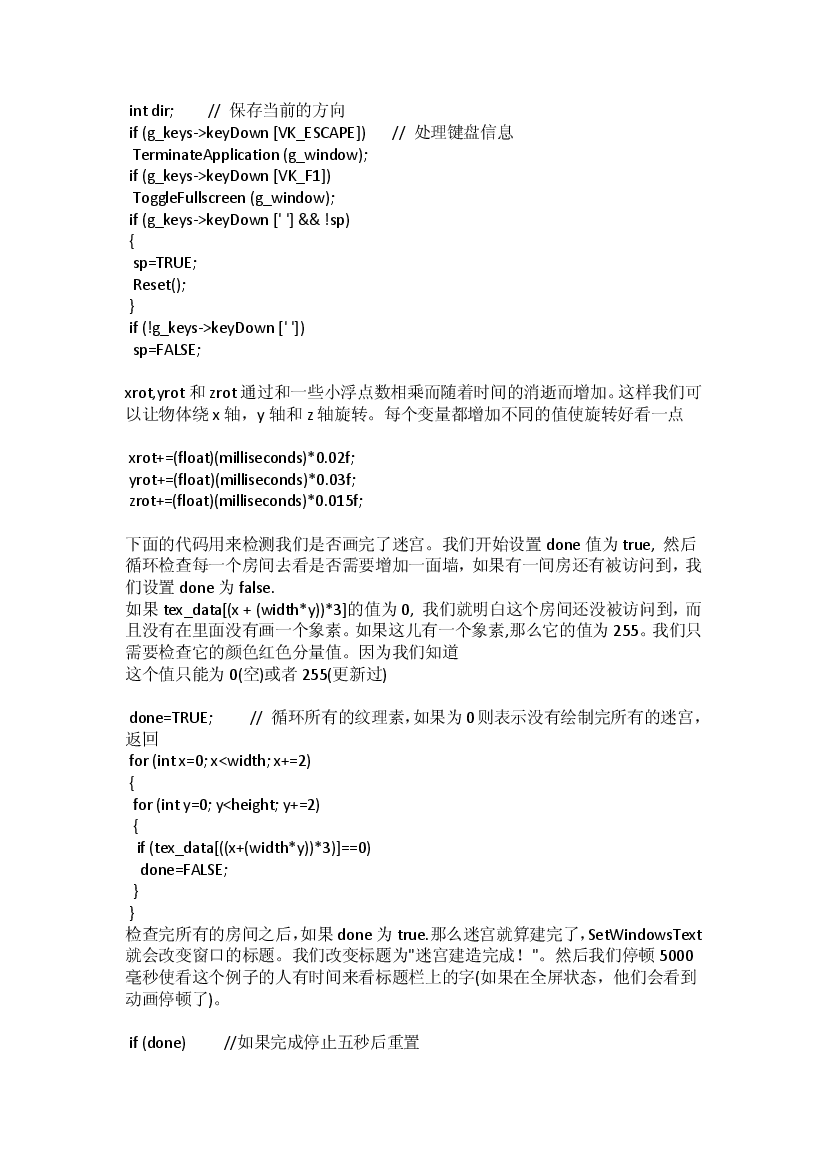 int dir;        // 保存当前的方向
if (g_keys->keyDown [VK_ESCAPE])      // 处理键盘信息
TerminateApplication (g_window);
if (g_keys->keyDown [VK_F1])
ToggleFullscreen (g_window);
if (g_keys->keyDown [' '] && !sp)
{
sp=TRUE;
Reset();
}
if (!g_keys->keyDown [' '])
sp=FALSE;
xrot,yrot 和 zrot 通过和一些小浮点数相乘而随着时间的消逝而增加。这样我们可
以让物体绕 x 轴，y 轴和 z 轴旋转。每个变量都增加不同的值使旋转好看一点
xrot+=(float)(milliseconds)*0.02f;
yrot+=(float)(milliseconds)*0.03f;
zrot+=(float)(milliseconds)*0.015f;
下面的代码用来检测我们是否画完了迷宫。我们开始设置 done 值为 true, 然后
循环检查每一个房间去看是否需要增加一面墙，如果有一间房还有被访问到，我
们设置 done 为 false.
如果 tex_data[(x + (width*y))*3]的值为 0, 我们就明白这个房间还没被访问到，而
且没有在里面没有画一个象素。如果这儿有一个象素,那么它的值为 255。我们只
需要检查它的颜色红色分量值。因为我们知道
这个值只能为 0(空)或者 255(更新过)
done=TRUE;        // 循环所有的纹理素，如果为 0 则表示没有绘制完所有的迷宫，
返回
for (int x=0; x<width; x+=2)
{
for (int y=0; y<height; y+=2)
{
if (tex_data[((x+(width*y))*3)]==0)
done=FALSE;
}
}
检查完所有的房间之后，如果 done 为 true.那么迷宫就算建完了，SetWindowsText
就会改变窗口的标题。我们改变标题为"迷宫建造完成！"。然后我们停顿 5000
毫秒使看这个例子的人有时间来看标题栏上的字(如果在全屏状态，他们会看到
动画停顿了)。
if (done)        //如果完成停止五秒后重置